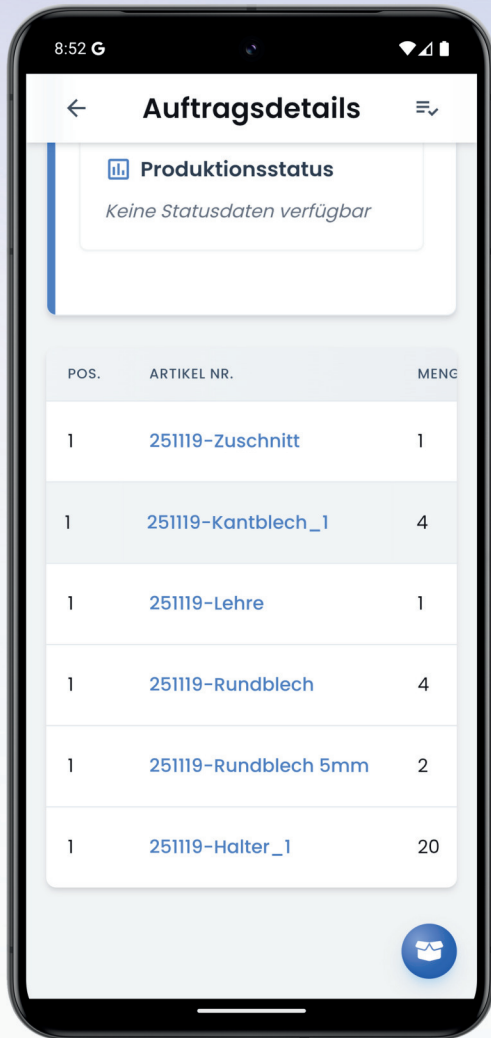 8:52 G
Auftragsdetails
Produktionsstatus
Keine Statusdaten verfügbar
POS. ARTIKEL NR. MENG
1 251119-Zuschnitt 1
1 251119-Kantblech_1 4
1 251119-Lehre 1
1 251119-Rundblech 4
1 251119-Rundblech 5mm 2
1 251119-Halter_1 20